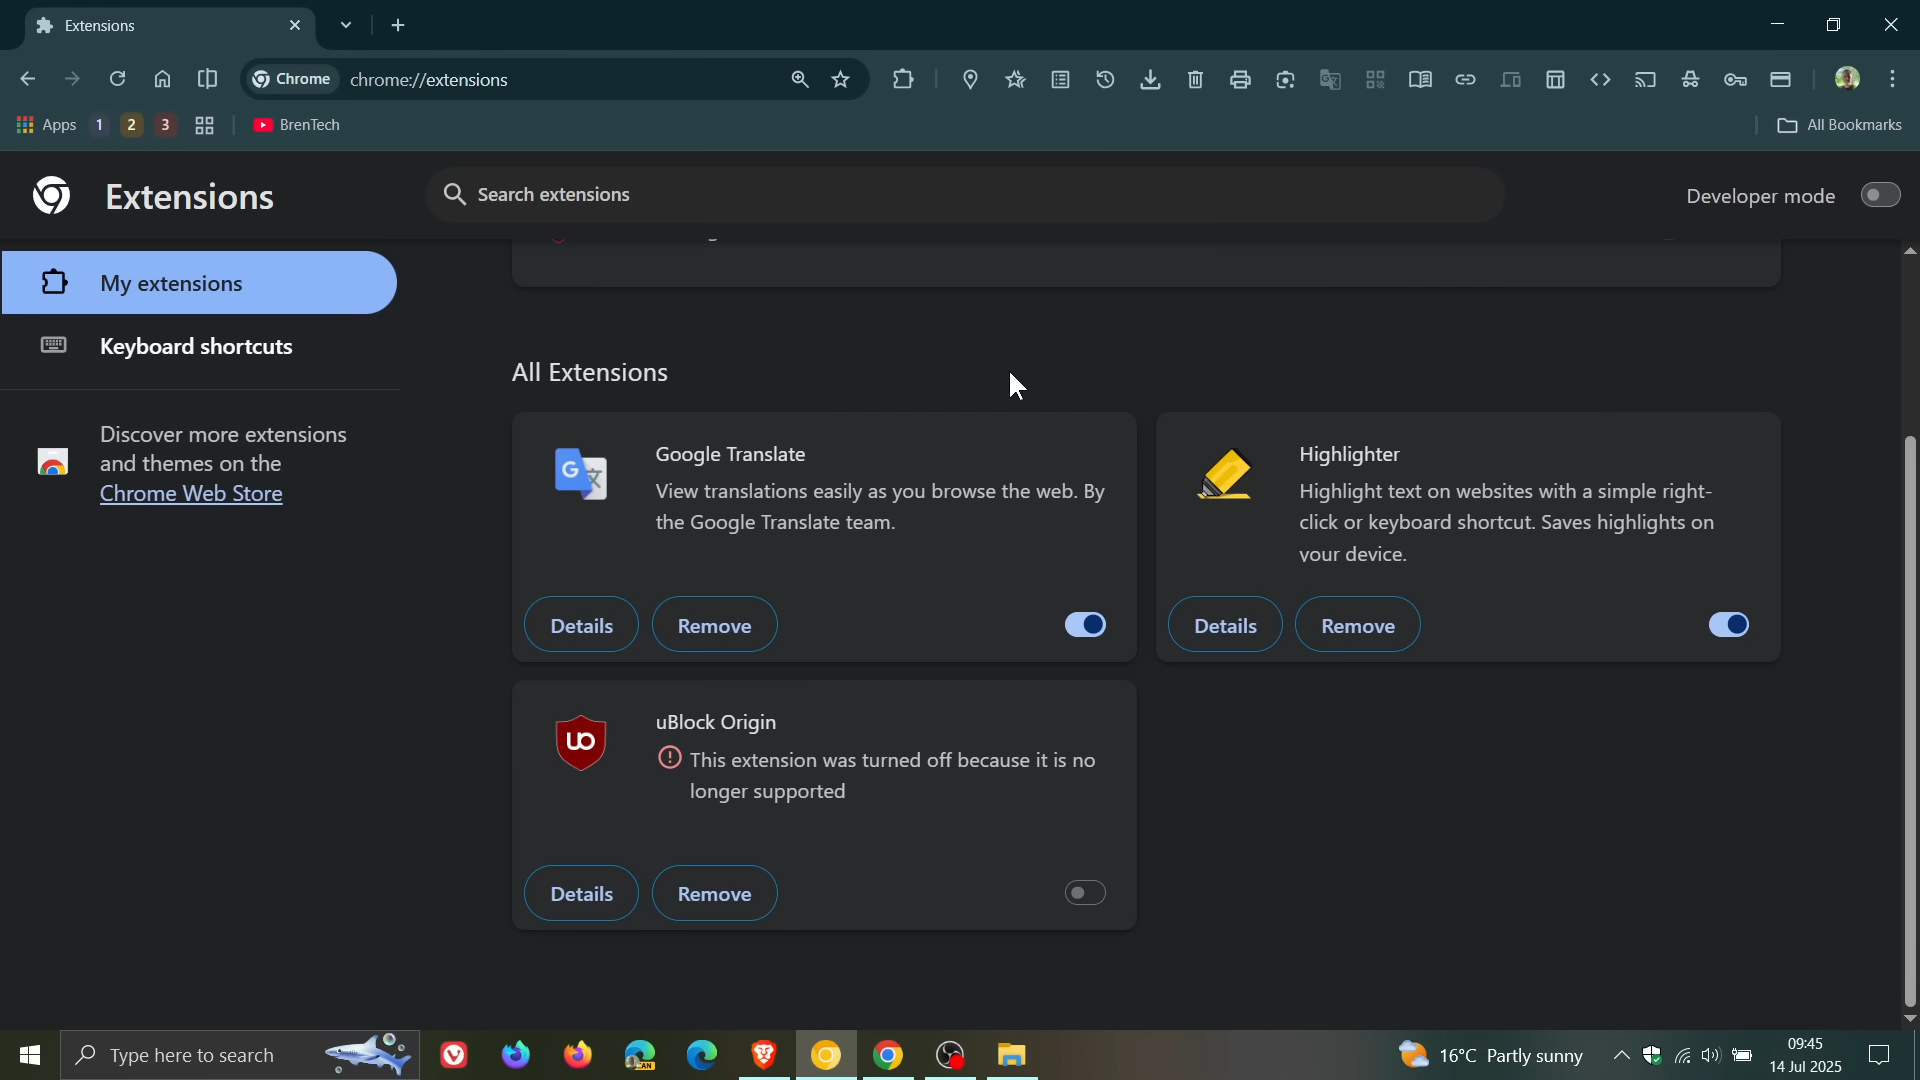 Extensions
Chrome
chrome://extensions
Apps
1
2
3
BrenTech
All Bookmarks
Extensions
Search extensions
Developer mode
My extensions
Keyboard shortcuts
Discover more extensions
and themes on the
Chrome Web Store
All Extensions
Google Translate
View translations easily as you browse the web. By
the Google Translate team.
Details
Remove
Highlighter
Highlight text on websites with a simple right-
click or keyboard shortcut. Saves highlights on
your device.
Details
Remove
uBlock Origin
This extension was turned off because it is no
longer supported
Details
Remove
Type here to search
16°C Partly sunny
09:45
14 Jul 2025